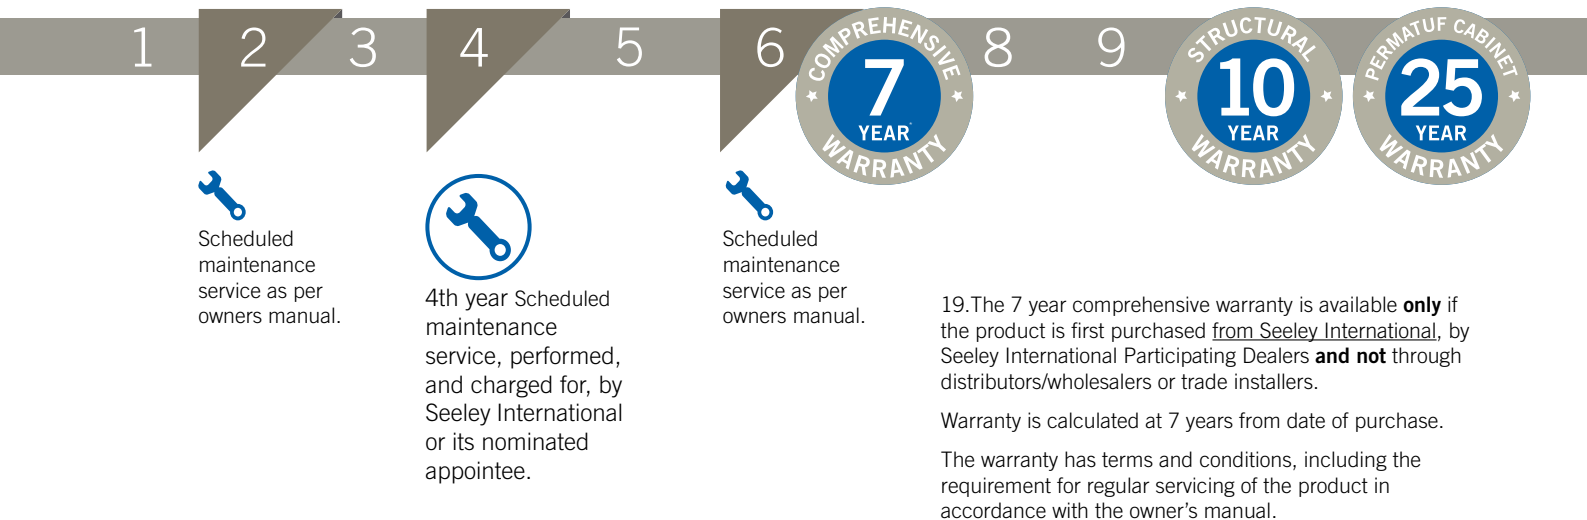 1 2 3 4 5 6 8 9
COMPREHENSIVE
7
YEAR*
WARRANTY
STRUCTURAL
10
YEAR
WARRANTY
PERMATUF CABINET
25
YEAR
WARRANTY
Scheduled
maintenance
service as per
owners manual.
4th year Scheduled
maintenance
service, performed,
and charged for, by
Seeley International
or its nominated
appointee.
Scheduled
maintenance
service as per
owners manual.
19.The 7 year comprehensive warranty is available only if
the product is first purchased from Seeley International, by
Seeley International Participating Dealers and not through
distributors/wholesalers or trade installers.
Warranty is calculated at 7 years from date of purchase.
The warranty has terms and conditions, including the
requirement for regular servicing of the product in
accordance with the owner’s manual.